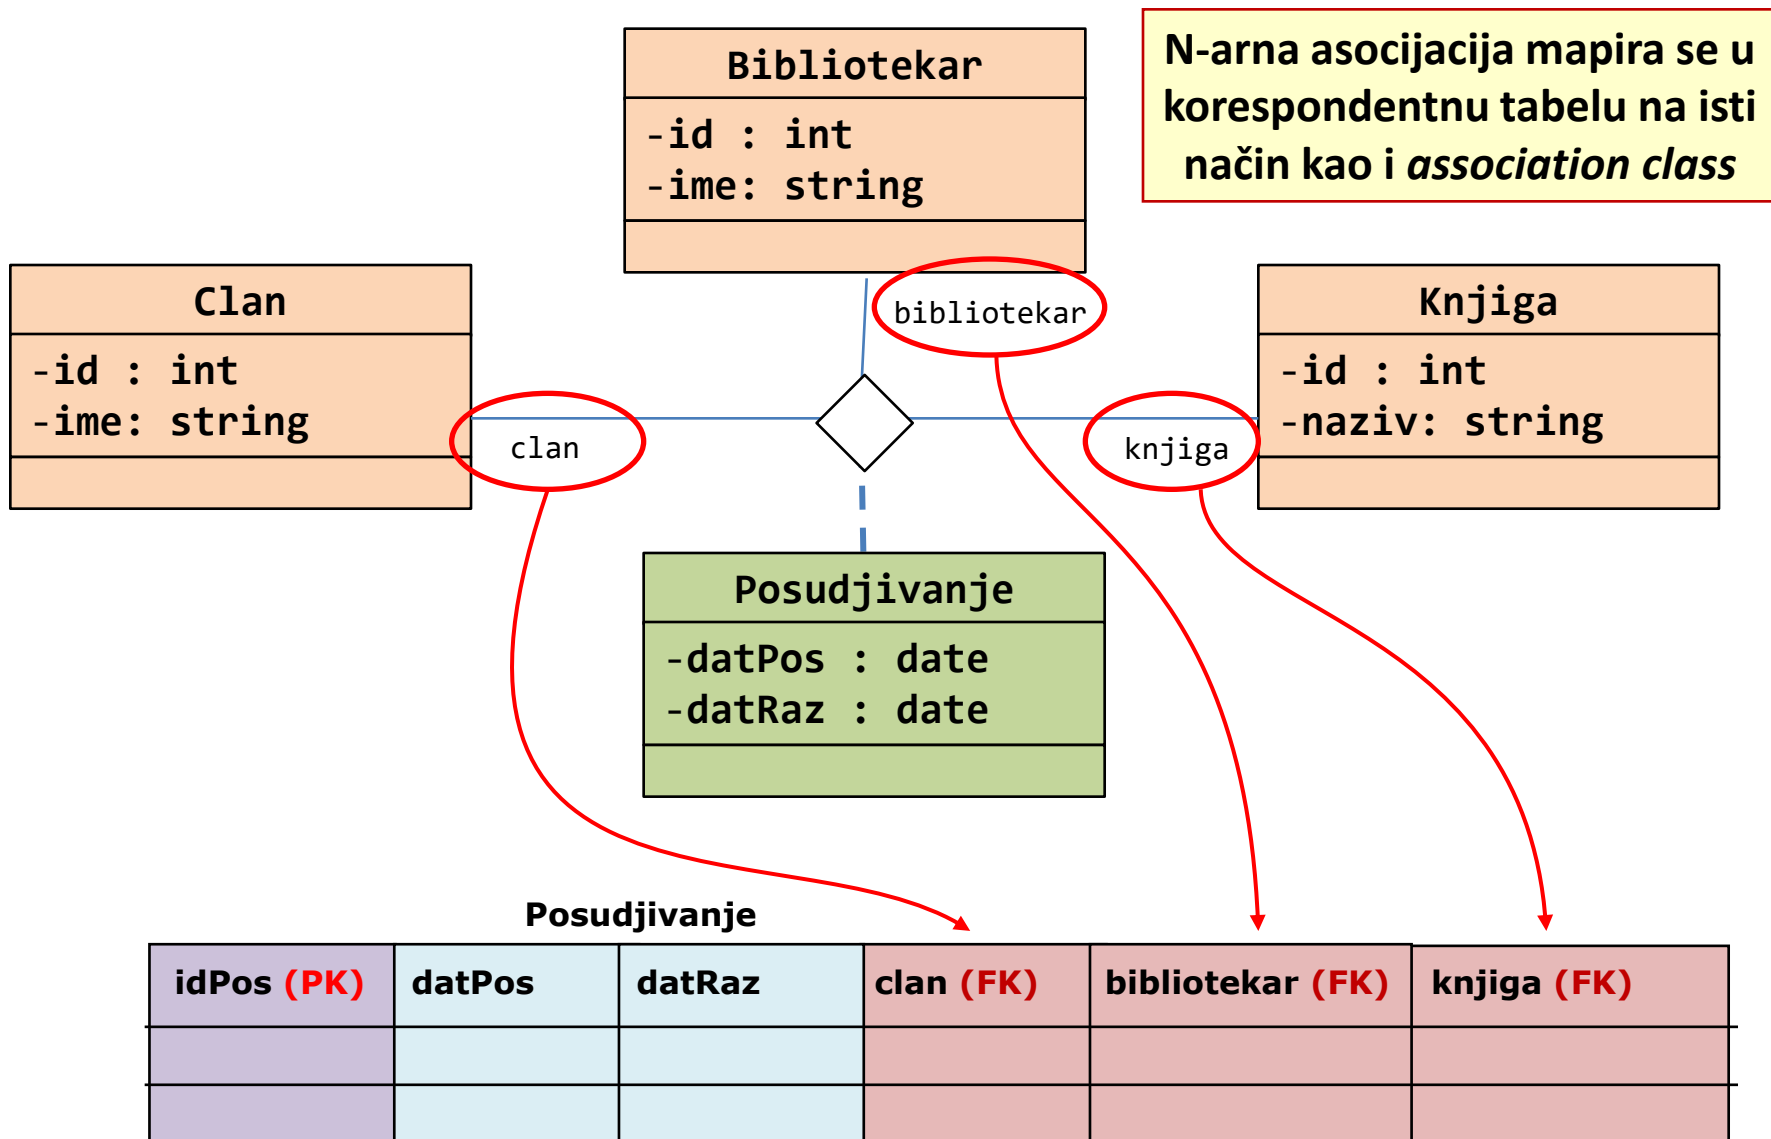 Bibliotekar
-id : int
-ime: string
N-arna asocijacija mapira se u
korespondentnu tabelu na isti
način kao i association class
Clan
-id : int
-ime: string
bibliotekar
Knjiga
-id : int
-naziv: string
clan
knjiga
Posudjivanje
-datPos : date
-datRaz : date
Posudjivanje
idPos (PK) datPos datRaz clan (FK) bibliotekar (FK) knjiga (FK)